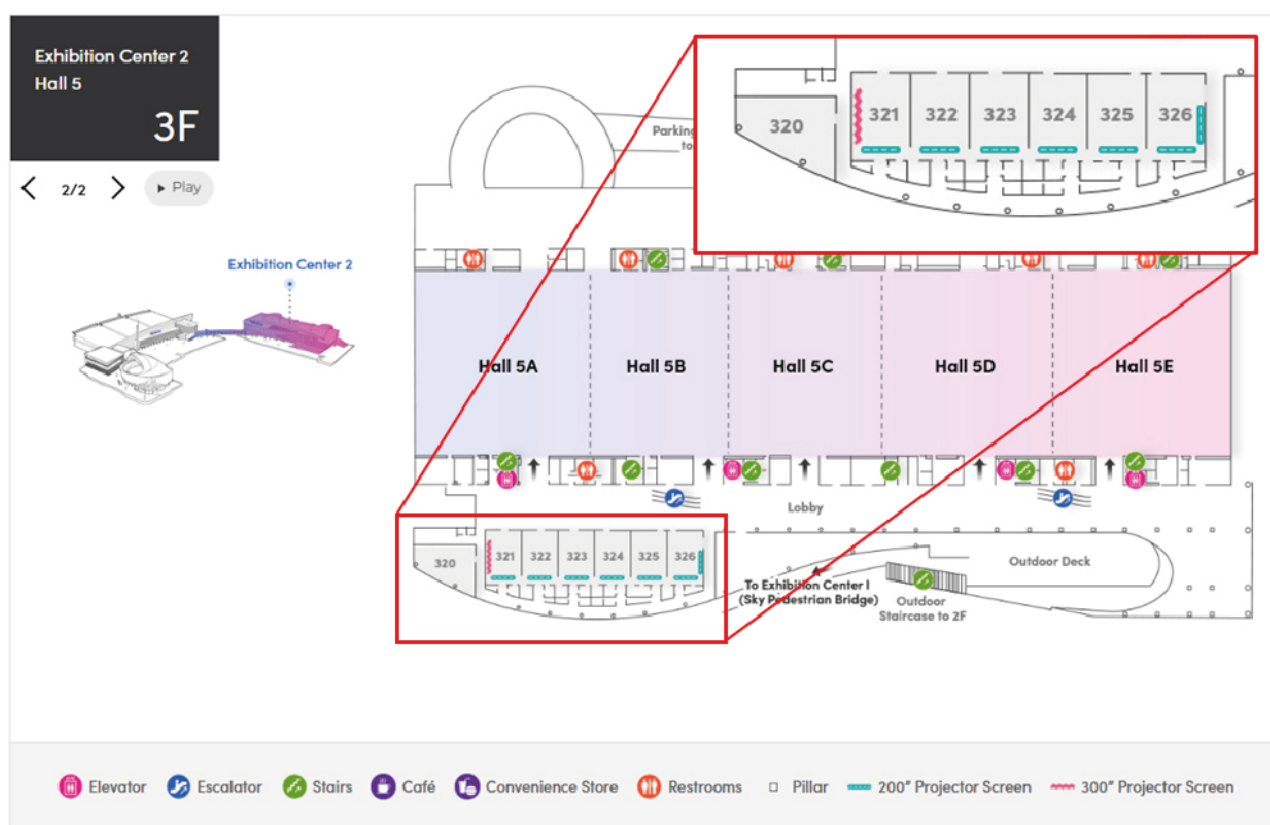 Exhibition Center 2
Hall 5
3F
2/2
Play
Exhibition Center 2
Parking
to
320
321
322
323
324
325
326
Hall 5A
Hall 5B
Hall 5C
Hall 5D
Hall 5E
Lobby
320
321
322
323
324
325
326
To Exhibition Center I
(Sky Pedestrian Bridge)
Outdoor Deck
Outdoor
Staircase to 2F
Elevator
Escalator
Stairs
Café
Convenience Store
Restrooms
Pillar
200" Projector Screen
300" Projector Screen